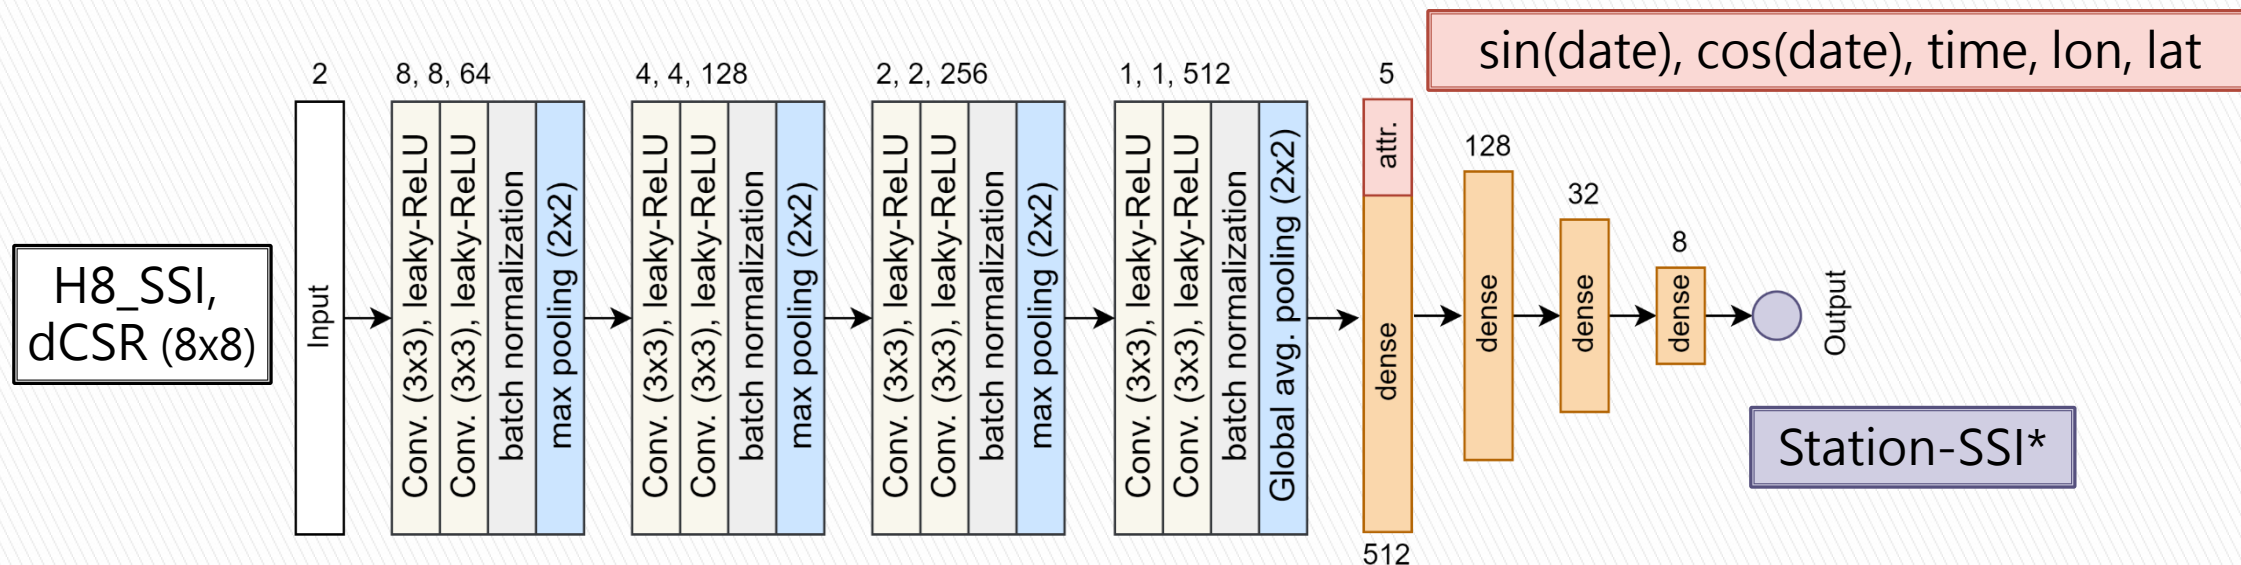 sin(date), cos(date), time, lon, lat
2
8, 8, 64
4, 4, 128
2, 2, 256
1, 1, 512
5
128
32
8
H8_SSI,
dCSR (8x8)
Input
Conv. (3x3), leaky-ReLU
Conv. (3x3), leaky-ReLU
batch normalization
max pooling (2x2)
Conv. (3x3), leaky-ReLU
Conv. (3x3), leaky-ReLU
batch normalization
max pooling (2x2)
Conv. (3x3), leaky-ReLU
Conv. (3x3), leaky-ReLU
batch normalization
max pooling (2x2)
Conv. (3x3), leaky-ReLU
Conv. (3x3), leaky-ReLU
batch normalization
Global avg. pooling (2x2)
attr.
dense
512
dense
dense
dense
Output
Station-SSI*